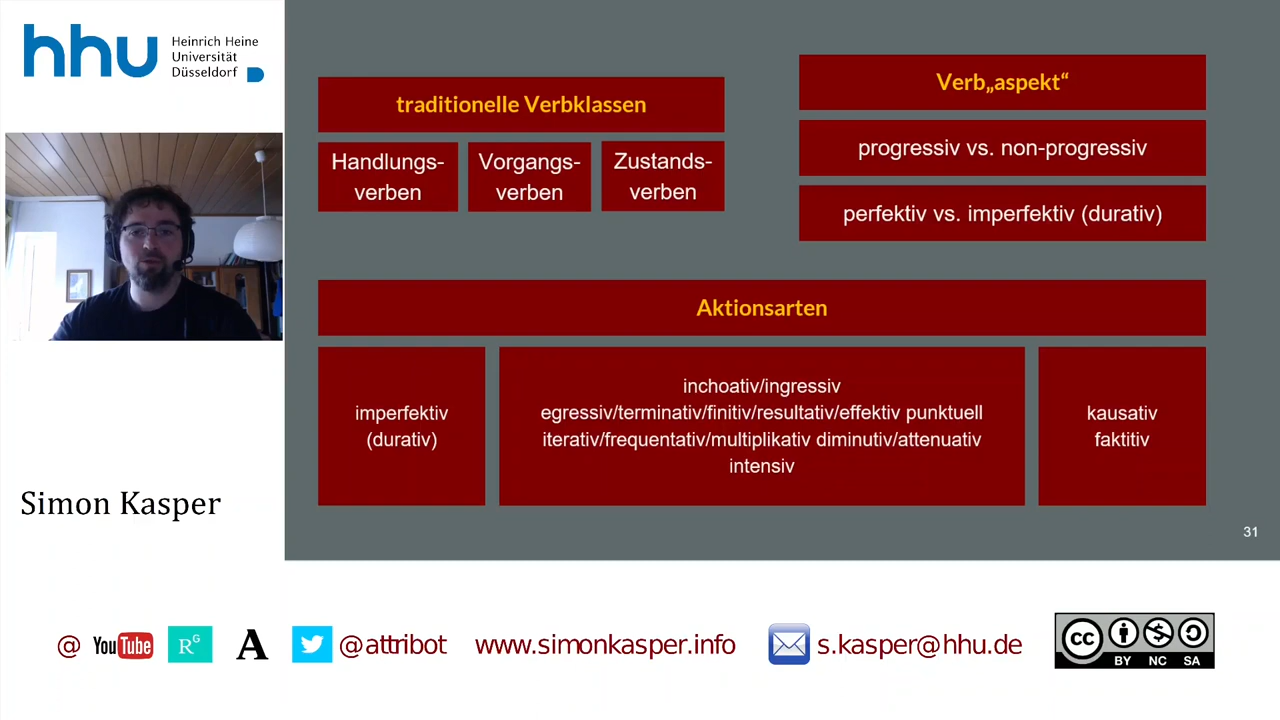 hhu
Heinrich Heine
Universität
Düsseldorf
traditionelle Verbklassen
Handlungs-
verben
Vorgangs-
verben
Zustands-
verben
Verb„aspekt“
progressiv vs. non-progressiv
perfektiv vs. imperfektiv (durativ)
Aktionsarten
imperfektiv
(durativ)
inchoativ/ingressiv
egressiv/terminativ/finitiv/resultativ/effektiv punktuell
iterativ/frequentativ/multiplikativ diminutiv/attenuativ
intensiv
kausativ
faktitiv
31
Simon Kasper
@ YouTube RG A @attribot www.simonkasper.info s.kasper@hhu.de
cc BY NC SA